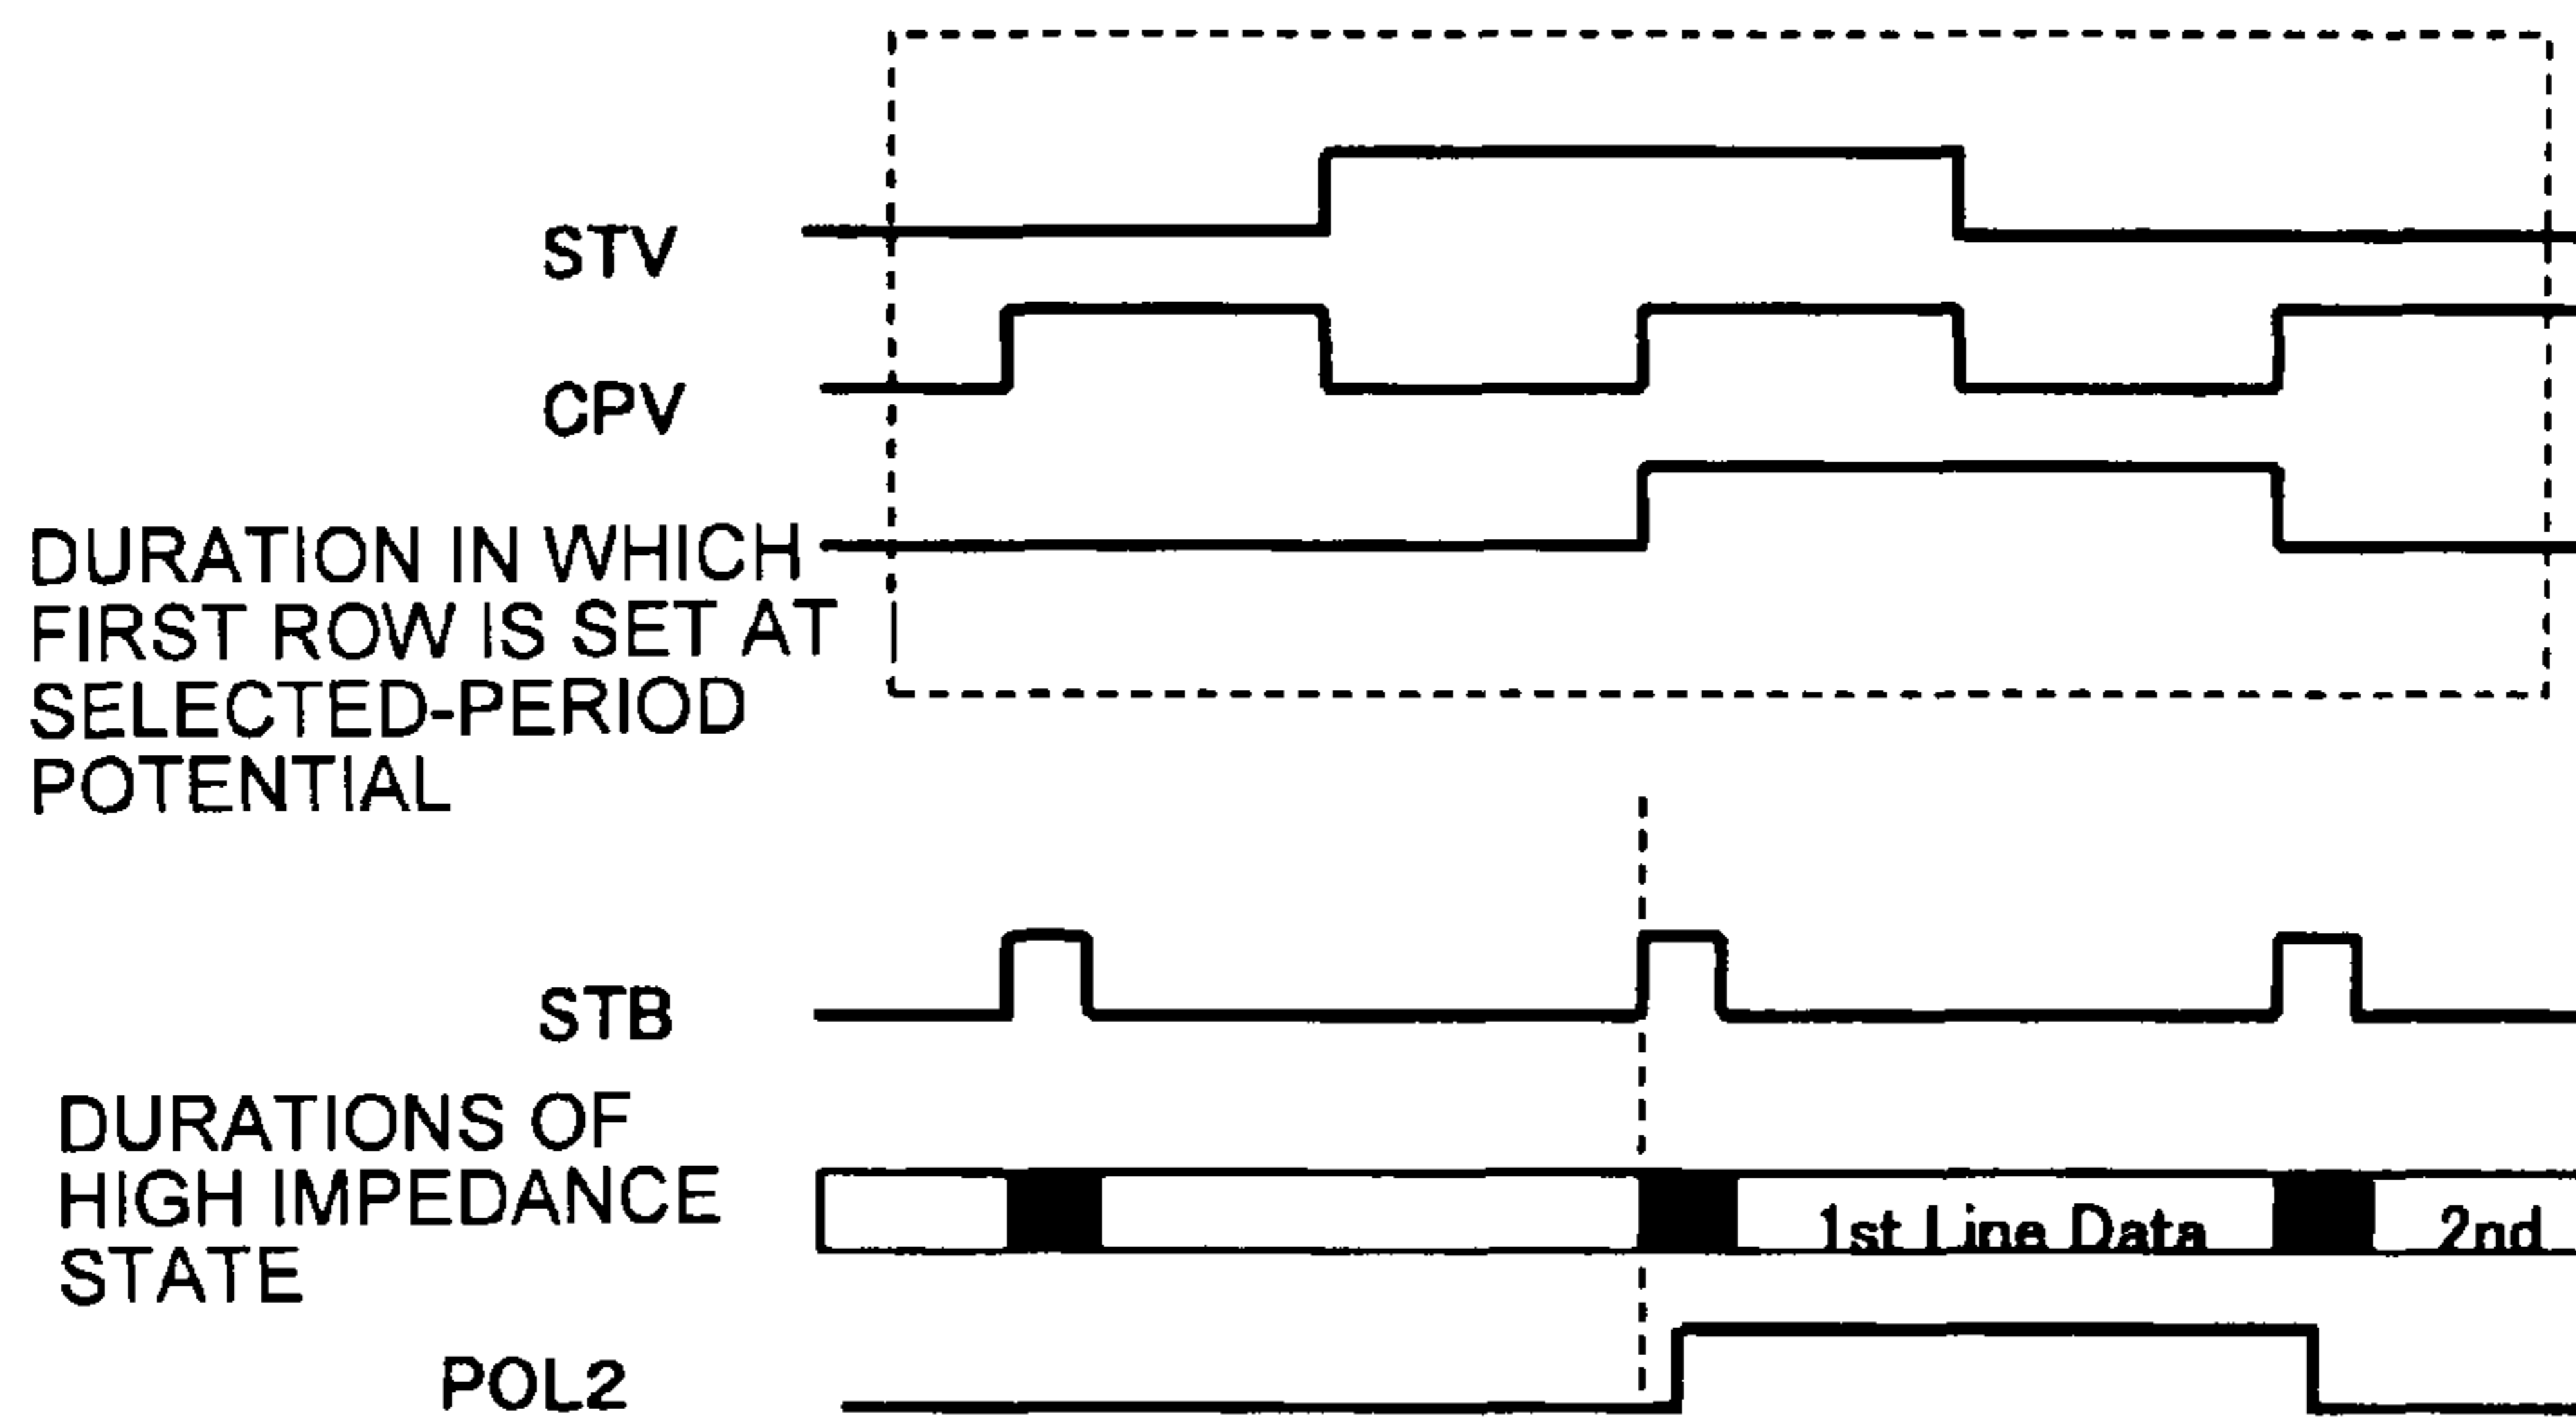 STV
CPV
DURATION IN WHICH
FIRST ROW IS SET AT
SELECTED-PERIOD
POTENTIAL
STB
DURATIONS OF
HIGH IMPEDANCE
STATE
1st Line Data
2nd
POL2